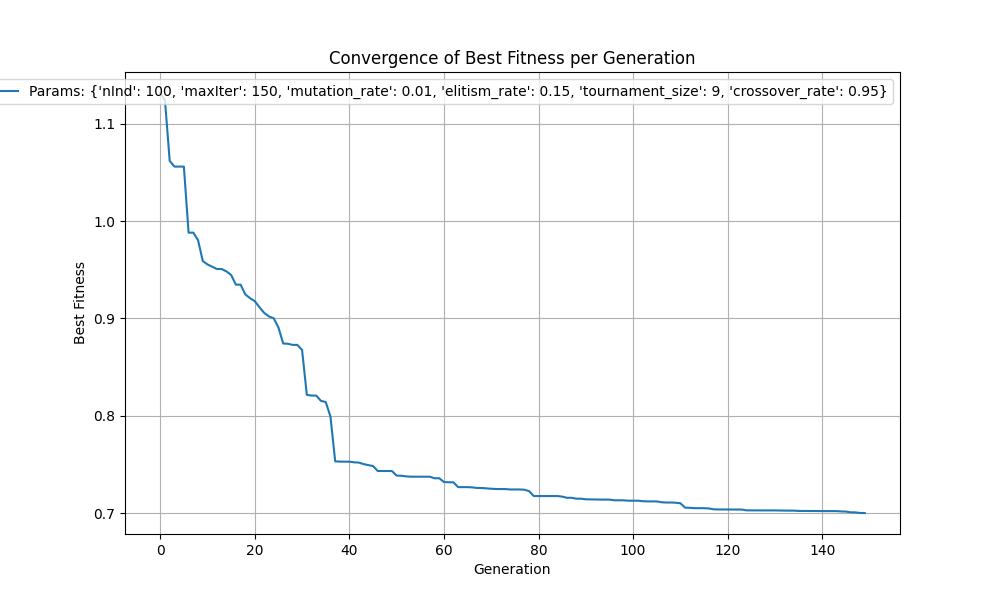 Convergence of Best Fitness per Generation
Params: {'nInd': 100, 'maxIter': 150, 'mutation_rate': 0.01, 'elitism_rate': 0.15, 'tournament_size': 9, 'crossover_rate': 0.95}
1.1
1.0
0.9
0.8
0.7
Best Fitness
0 20 40 60 80 100 120 140
Generation